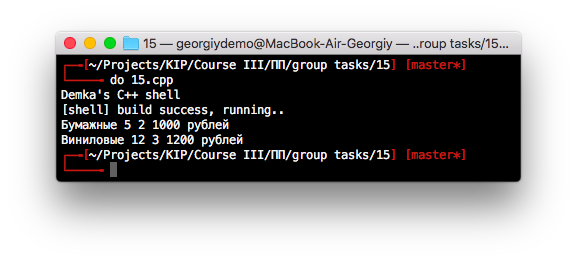 15 — georgiydemo@MacBook-Air-Georgiy — ..roup tasks/15...
[~/Projects/KIP/Course III/ПП/group tasks/15] [master*]
do 15.cpp
Demka's C++ shell
[shell] build success, running..
Бумажные 5 2 1000 рублей
Виниловые 12 3 1200 рублей
[~/Projects/KIP/Course III/ПП/group tasks/15] [master*]